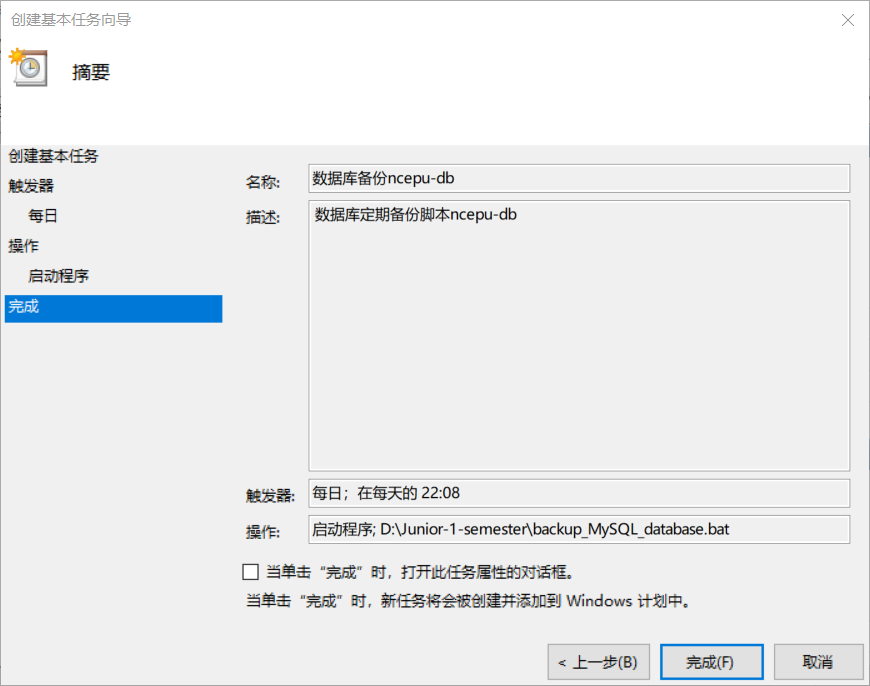 创建基本任务向导
摘要
创建基本任务
触发器
每日
操作
启动程序
完成
名称: 数据库备份ncepu-db
描述: 数据库定期备份脚本ncepu-db
触发器: 每日；在每天的 22:08
操作: 启动程序; D:\Junior-1-semester\backup_MySQL_database.bat
当单击“完成”时，打开此任务属性的对话框。
当单击“完成”时，新任务将会被创建并添加到 Windows 计划中。
< 上一步(B) 完成(F) 取消